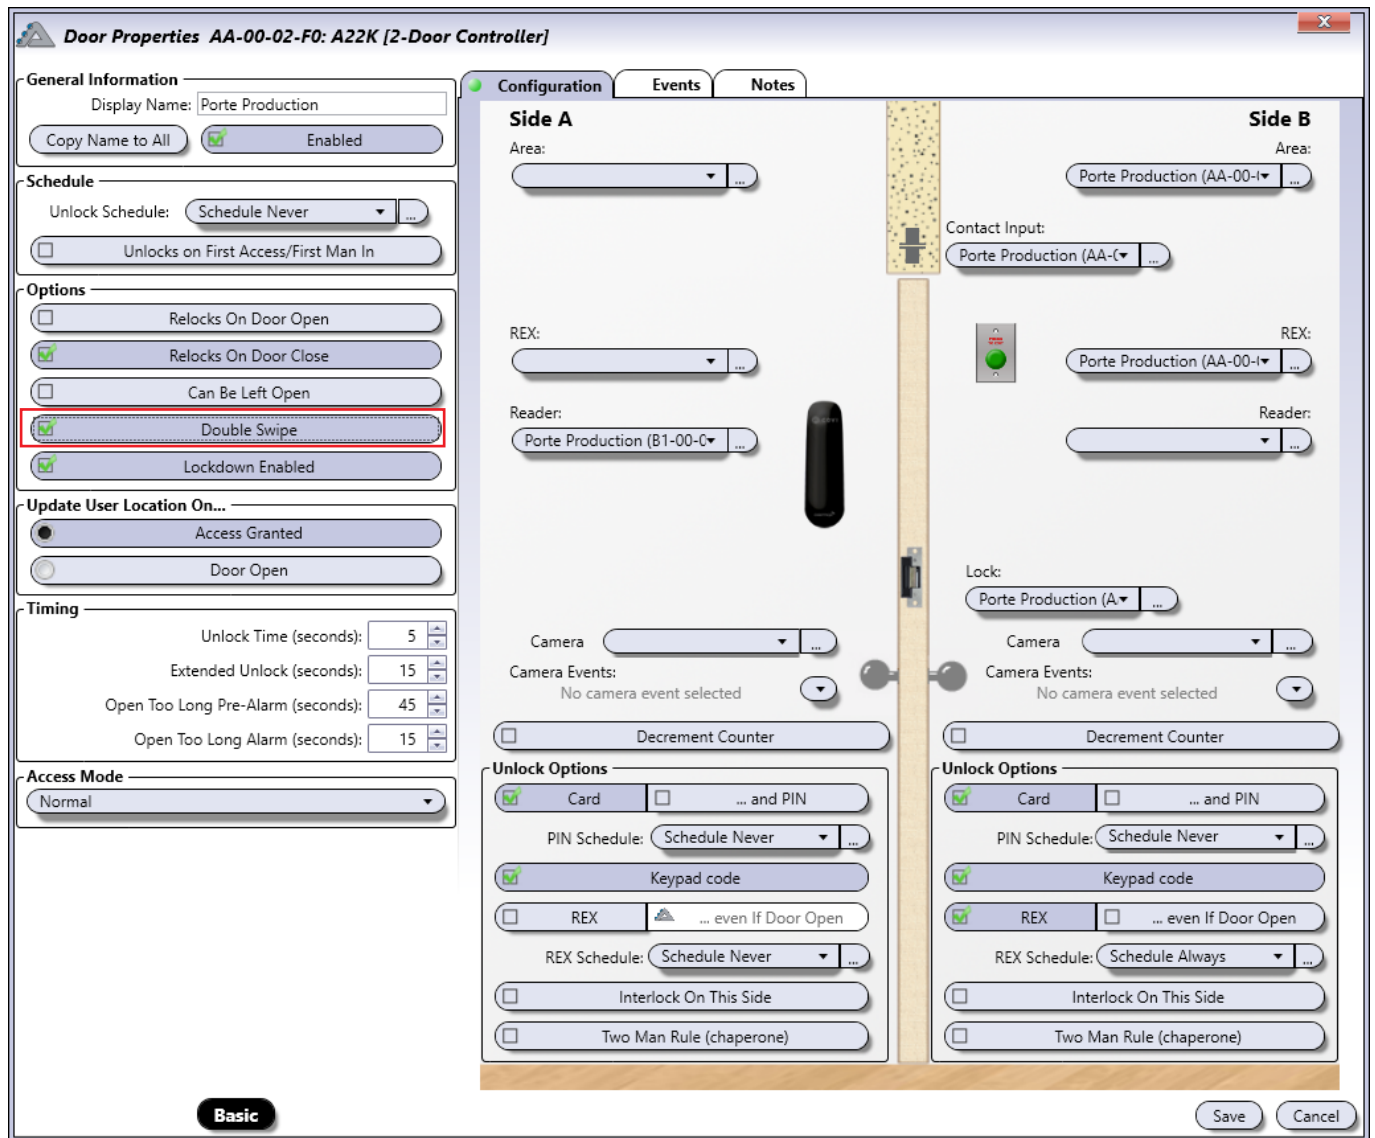 Door Properties AA-00-02-F0: A22K [2-Door Controller]
X
General Information
Display Name: Porte Production
Copy Name to All
Enabled
Schedule
Unlock Schedule: Schedule Never ...
Unlocks on First Access/First Man In
Options
Relocks On Door Open
Relocks On Door Close
Can Be Left Open
Double Swipe
Lockdown Enabled
Update User Location On...
Access Granted
Door Open
Timing
Unlock Time (seconds): 5
Extended Unlock (seconds): 15
Open Too Long Pre-Alarm (seconds): 45
Open Too Long Alarm (seconds): 15
Access Mode
Normal
Basic
Configuration Events Notes
Side A
Area:
...
REX:
...
Reader:
Porte Production (B1-00-0 ...
Camera ...
Camera Events:
No camera event selected
Decrement Counter
Unlock Options
Card ... and PIN
PIN Schedule: Schedule Never ...
Keypad code
REX ... even If Door Open
REX Schedule: Schedule Never ...
Interlock On This Side
Two Man Rule (chaperone)
Side B
Area:
Porte Production (AA-00- ...
Contact Input:
Porte Production (AA- ...
REX:
Porte Production (AA-00- ...
Reader:
...
Lock:
Porte Production (A ...
Camera ...
Camera Events:
No camera event selected
Decrement Counter
Unlock Options
Card ... and PIN
PIN Schedule: Schedule Never ...
Keypad code
REX ... even If Door Open
REX Schedule: Schedule Always ...
Interlock On This Side
Two Man Rule (chaperone)
Save Cancel